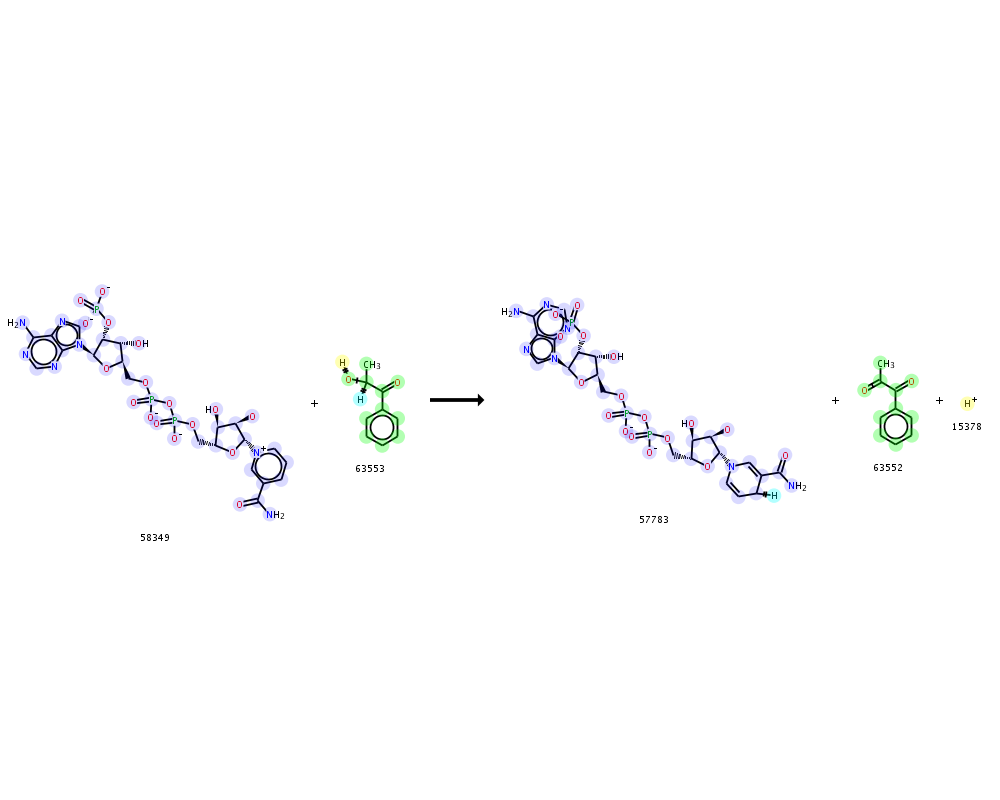 58349
+
63553
57783
+
63552
+
H+
15378
O
O-
P
O
O-
H2N
N
N
N
N
N
O
OH
O
O
O
P
O-
O
O
P
O-
O
HO
O
O
N+
O
NH2
H
O
H
CH3
O
H2N
N
N
N
N
O-
P
O
O
O
OH
O
O
O
P
O-
O
O
P
O-
O
HO
O
O
N
O
NH2
H
CH3
O
O